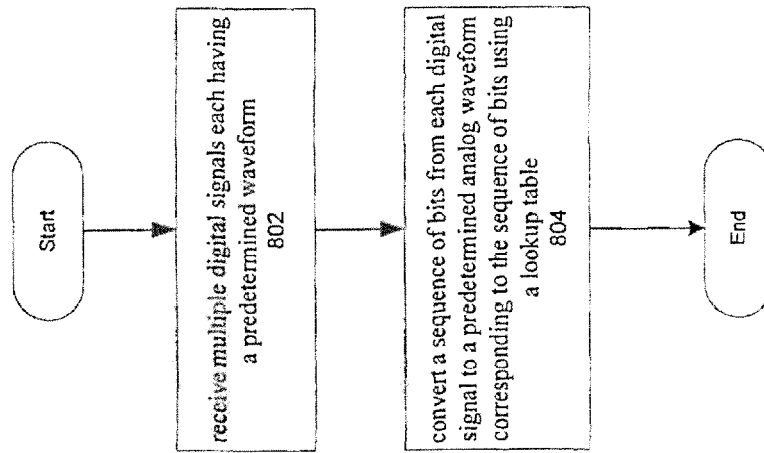 Start
receive multiple digital signals each having
a predetermined waveform
802
convert a sequence of bits from each digital
signal to a predetermined analog waveform
corresponding to the sequence of bits using
a lookup table
804
End